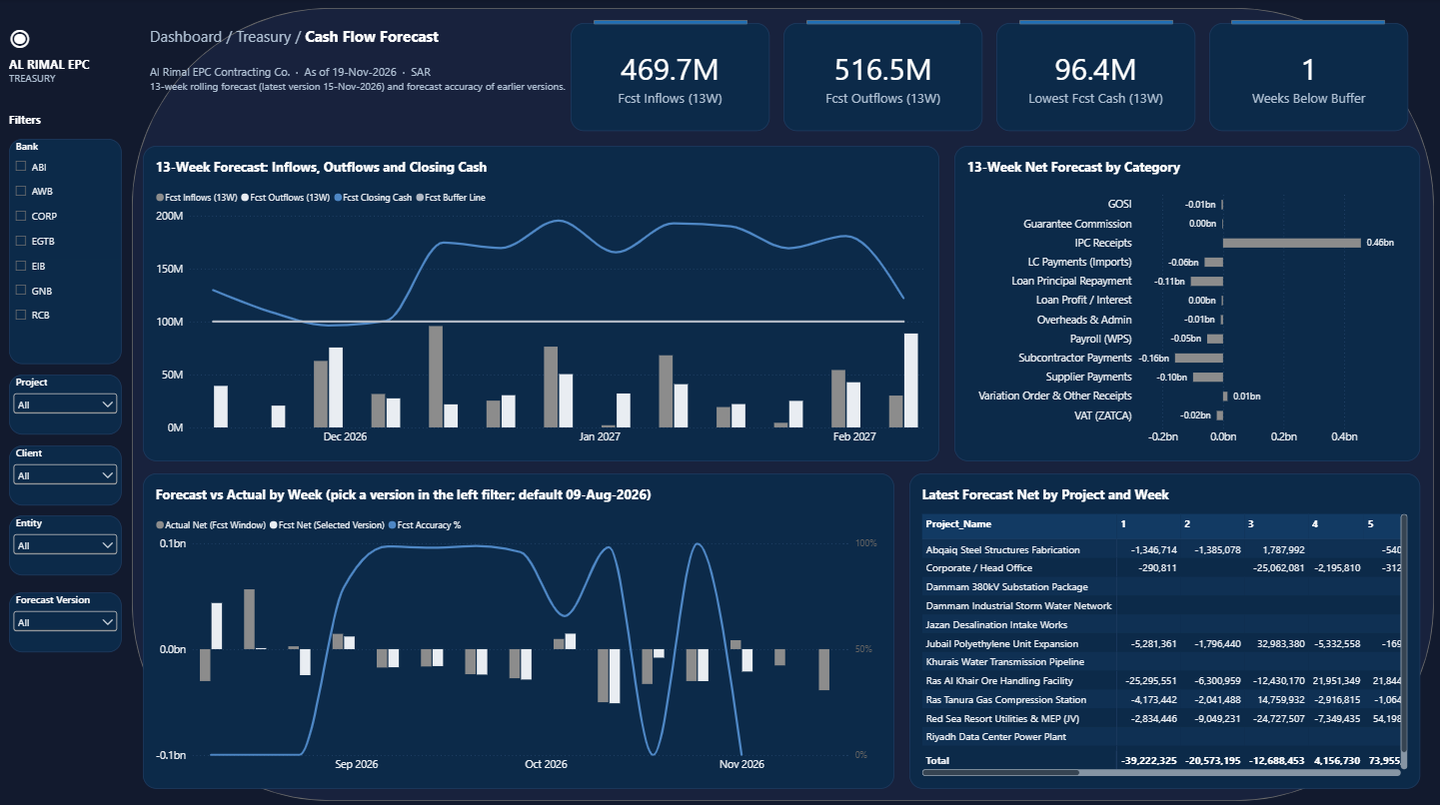 AL RIMAL EPC
TREASURY
Filters
Bank
ABI
AWB
CORP
EGTB
EIB
GNB
RCB
Project
All
Client
All
Entity
All
Forecast Version
All
Dashboard / Treasury / Cash Flow Forecast
Al Rimal EPC Contracting Co. · As of 19-Nov-2026 · SAR
13-week rolling forecast (latest version 15-Nov-2026) and forecast accuracy of earlier versions.
469.7M
Fcst Inflows (13W)
516.5M
Fcst Outflows (13W)
96.4M
Lowest Fcst Cash (13W)
1
Weeks Below Buffer
13-Week Forecast: Inflows, Outflows and Closing Cash
Fcst Inflows (13W) Fcst Outflows (13W) Fcst Closing Cash Fcst Buffer Line
200M
150M
100M
50M
0M
Dec 2026 Jan 2027 Feb 2027
13-Week Net Forecast by Category
GOSI -0.01bn
Guarantee Commission 0.00bn
IPC Receipts 0.46bn
LC Payments (Imports) -0.06bn
Loan Principal Repayment -0.11bn
Loan Profit / Interest 0.00bn
Overheads & Admin -0.01bn
Payroll (WPS) -0.05bn
Subcontractor Payments -0.16bn
Supplier Payments -0.10bn
Variation Order & Other Receipts 0.01bn
VAT (ZATCA) -0.02bn
-0.2bn 0.0bn 0.2bn 0.4bn
Forecast vs Actual by Week (pick a version in the left filter; default 09-Aug-2026)
Actual Net (Fcst Window) Fcst Net (Selected Version) Fcst Accuracy %
0.1bn 100%
0.0bn 50%
-0.1bn 0%
Sep 2026 Oct 2026 Nov 2026
Latest Forecast Net by Project and Week
Project_Name 1 2 3 4 5
Abqaiq Steel Structures Fabrication -1,346,714 -1,385,078 1,787,992 -540
Corporate / Head Office -290,811 -25,062,081 -2,195,810 -312
Dammam 380kV Substation Package
Dammam Industrial Storm Water Network
Jazan Desalination Intake Works
Jubail Polyethylene Unit Expansion -5,281,361 -1,796,440 32,983,380 -5,332,558 -169
Khurais Water Transmission Pipeline
Ras Al Khair Ore Handling Facility -25,295,551 -6,300,959 -12,430,170 21,951,349 21,844
Ras Tanura Gas Compression Station -4,173,442 -2,041,488 14,759,932 -2,916,815 -1,064
Red Sea Resort Utilities & MEP (JV) -2,834,446 -9,049,231 -24,727,507 -7,349,435 54,198
Riyadh Data Center Power Plant
Total -39,222,325 -20,573,195 -12,688,453 4,156,730 73,955